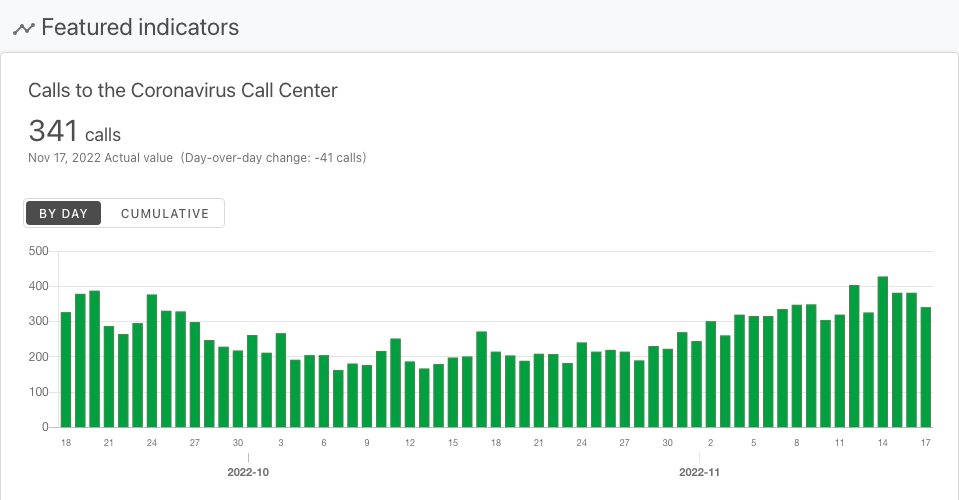 Featured indicators
Calls to the Coronavirus Call Center
341 calls
Nov 17, 2022 Actual value (Day-over-day change: -41 calls)
BY DAY CUMULATIVE
500
400
300
200
100
0
18 21 24 27 30 3 6 9 12 15 18 21 24 27 30 2 5 8 11 14 17
2022-10 2022-11